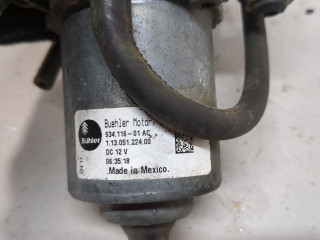 Bühler
Buehler Motor
934.116-01 AC
1.13.051.224.00
DC 12 V
06:35:18
Made in Mexico.